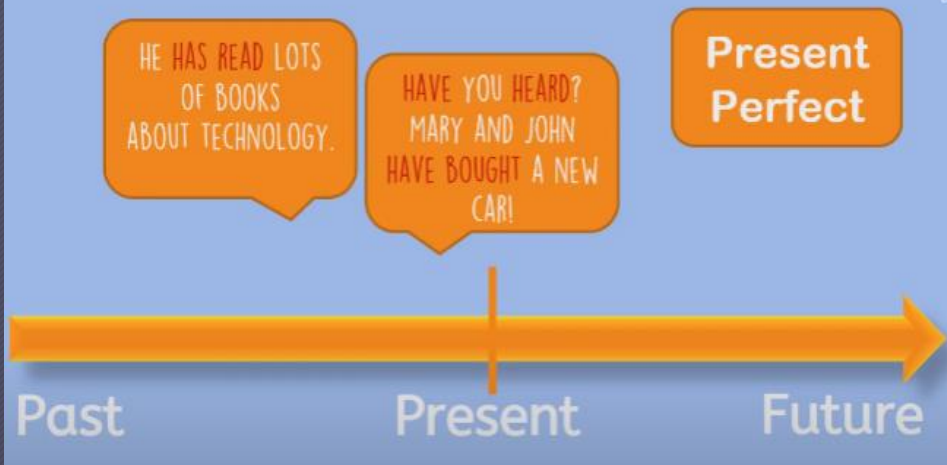 HE HAS READ LOTS
OF BOOKS
ABOUT TECHNOLOGY.
HAVE YOU HEARD?
MARY AND JOHN
HAVE BOUGHT A NEW
CAR!
Present
Perfect
Past
Present
Future